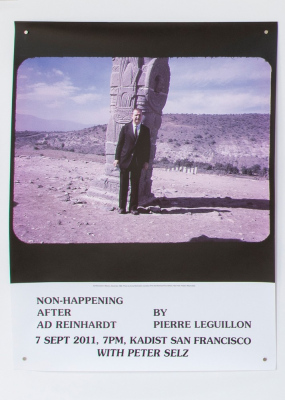 NON-HAPPENING
AFTER BY
AD REINHARDT PIERRE LEGUILLON
7 SEPT 2011, 7PM, KADIST SAN FRANCISCO
WITH PETER SELZ